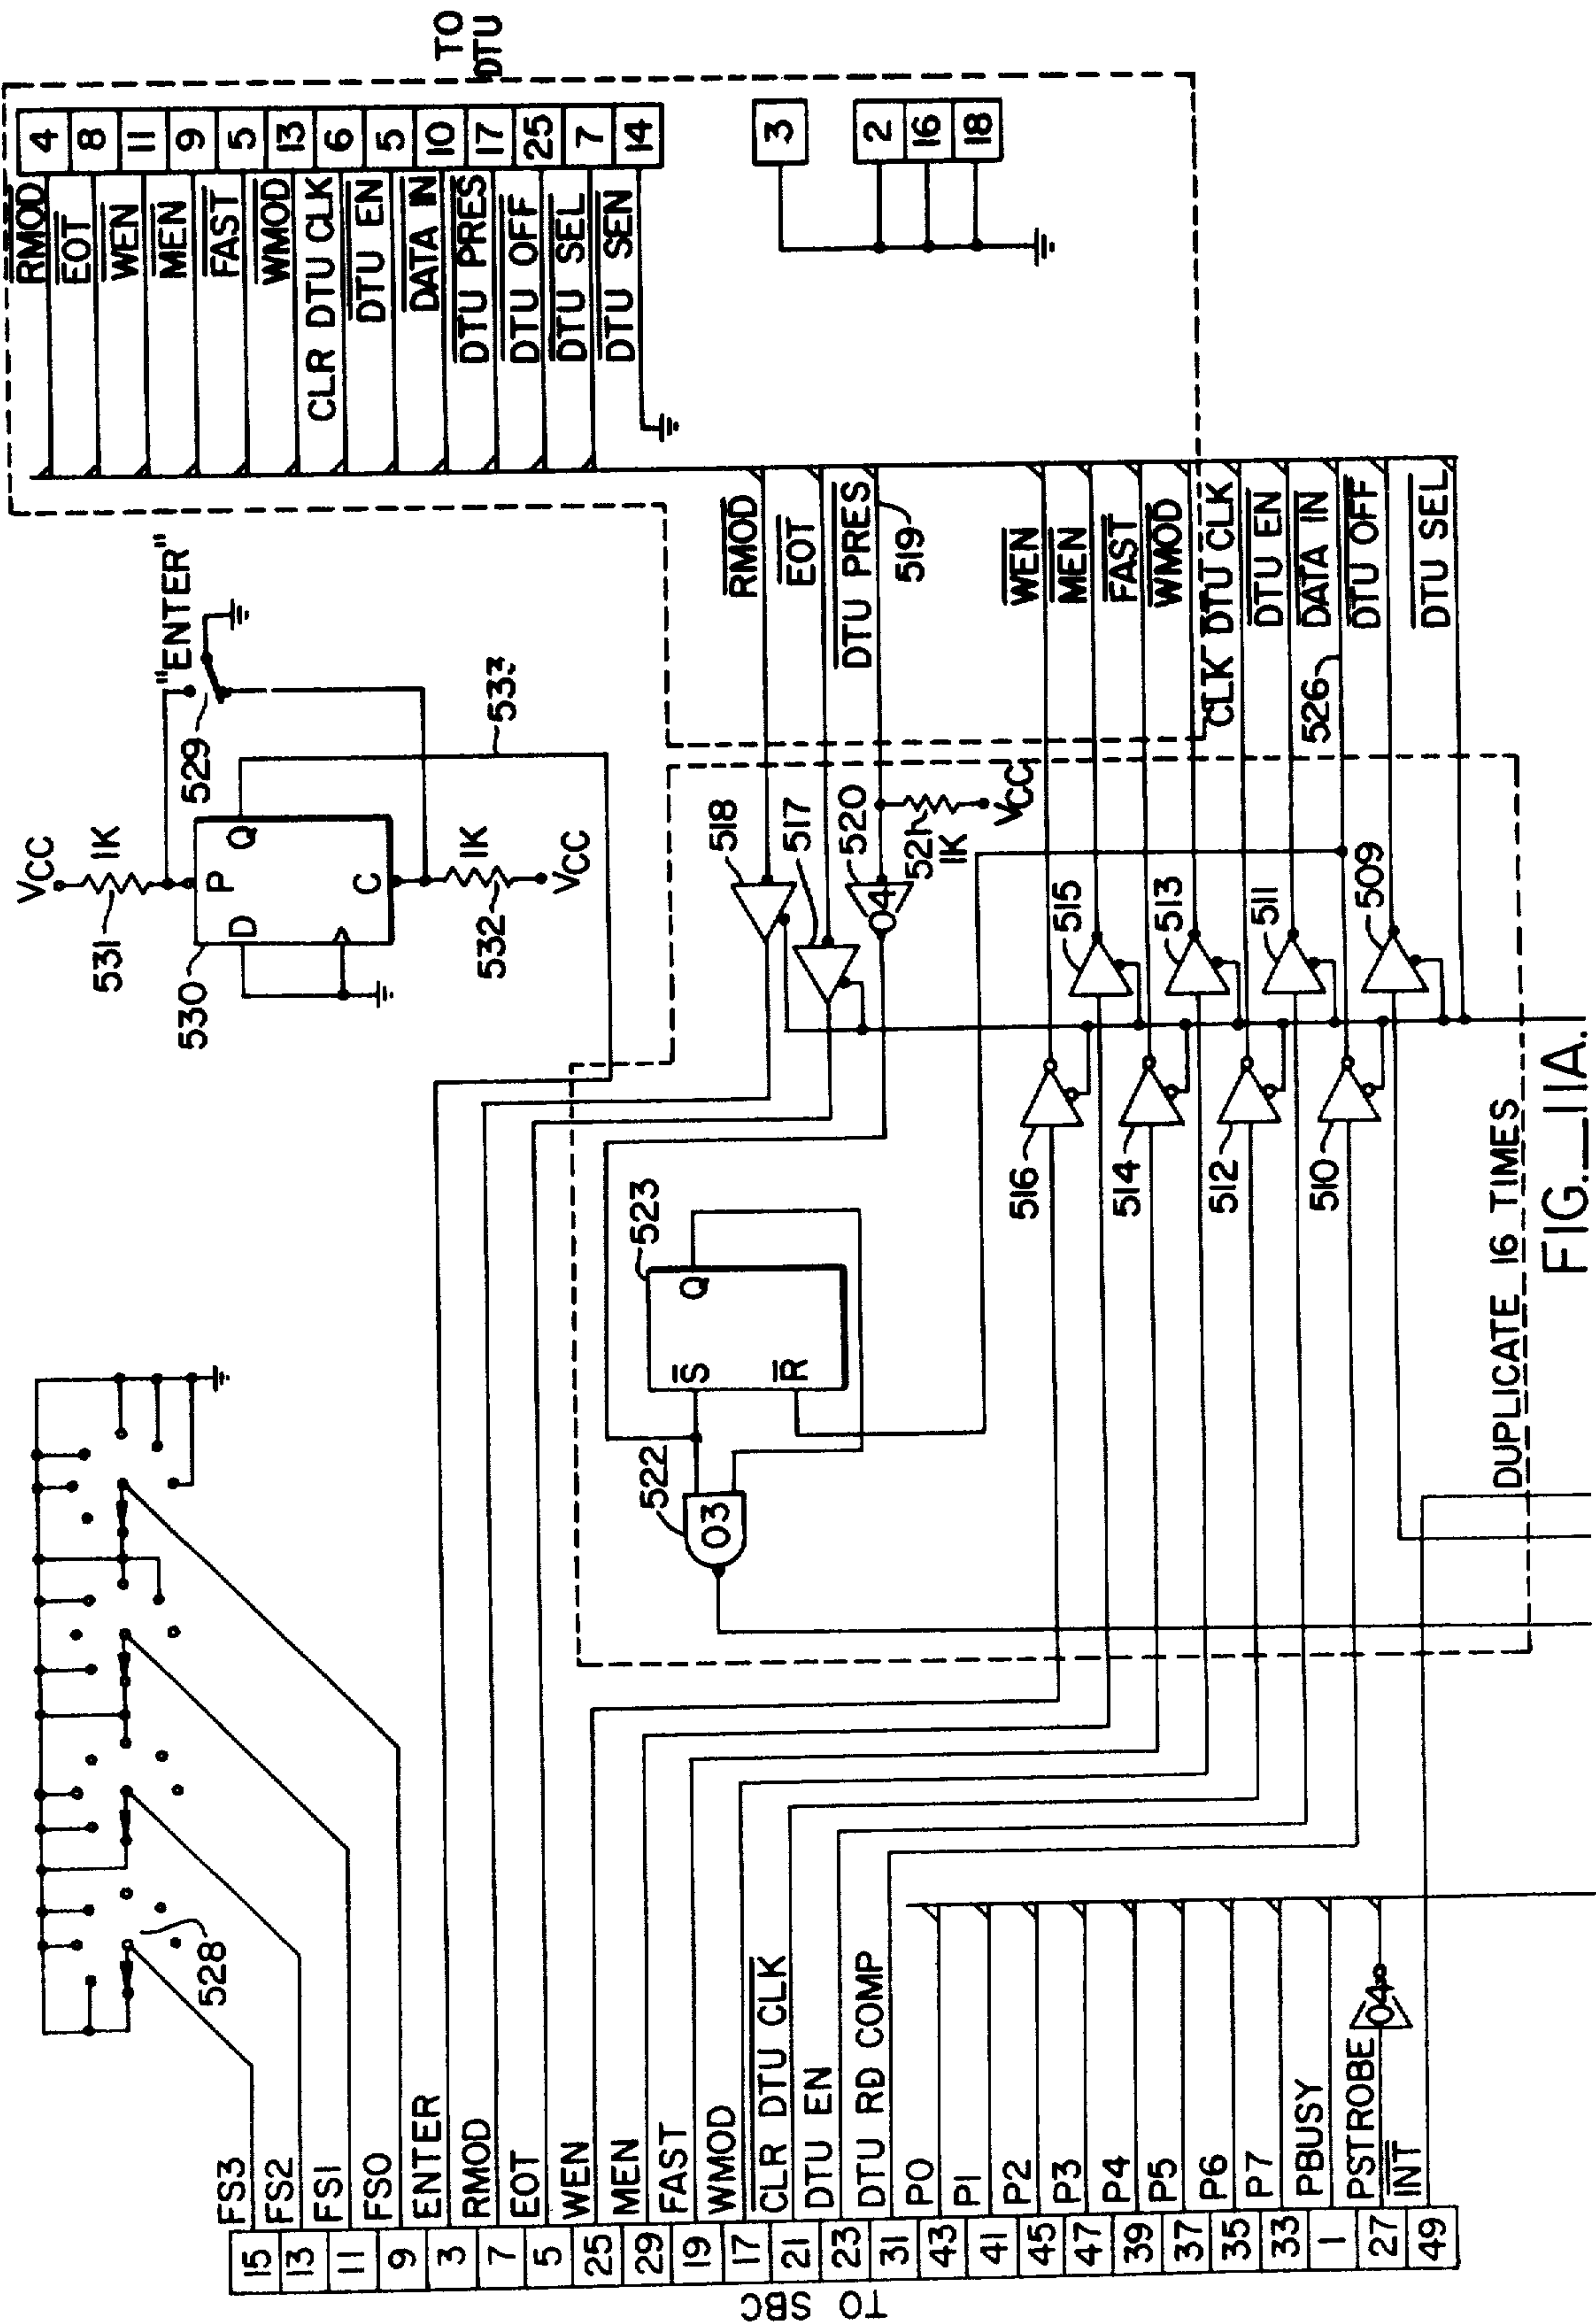 TO SBC
15 FS3
13 FS2
11 FS1
9 FS0
3 ENTER
7 RMOD
5 EOT
25 WEN
29 MEN
19 FAST
17 WMOD
21 CLR DTU CLK
23 DTU EN
31 DTU RD COMP
43 P0
41 P1
45 P2
47 P3
39 P4
37 P5
35 P6
33 P7
1 PBUSY
27 PSTROBE
49 INT
04
528
VCC
1K
531
530
D
P
Q
C
529
"ENTER"
1K
532
VCC
533
522
03
523
S
R
Q
518
517
520
04
521
1K
VCC
516
515
514
513
512
511
510
509
RMOD
EOT
DTU PRES
519
WEN
MEN
FAST
WMOD
CLK DTU CLK
DTU EN
DATA IN
526
DTU OFF
DTU SEL
RMOD 4
EOT 8
WEN 11
MEN 9
FAST 5
WMOD 13
CLR DTU CLK 6
DTU EN 5
DATA IN 10
DTU PRES 17
DTU OFF 25
DTU SEL 7
DTU SEN 14
3
2
16
18
TO
DTU
DUPLICATE 16 TIMES
FIG._11A.